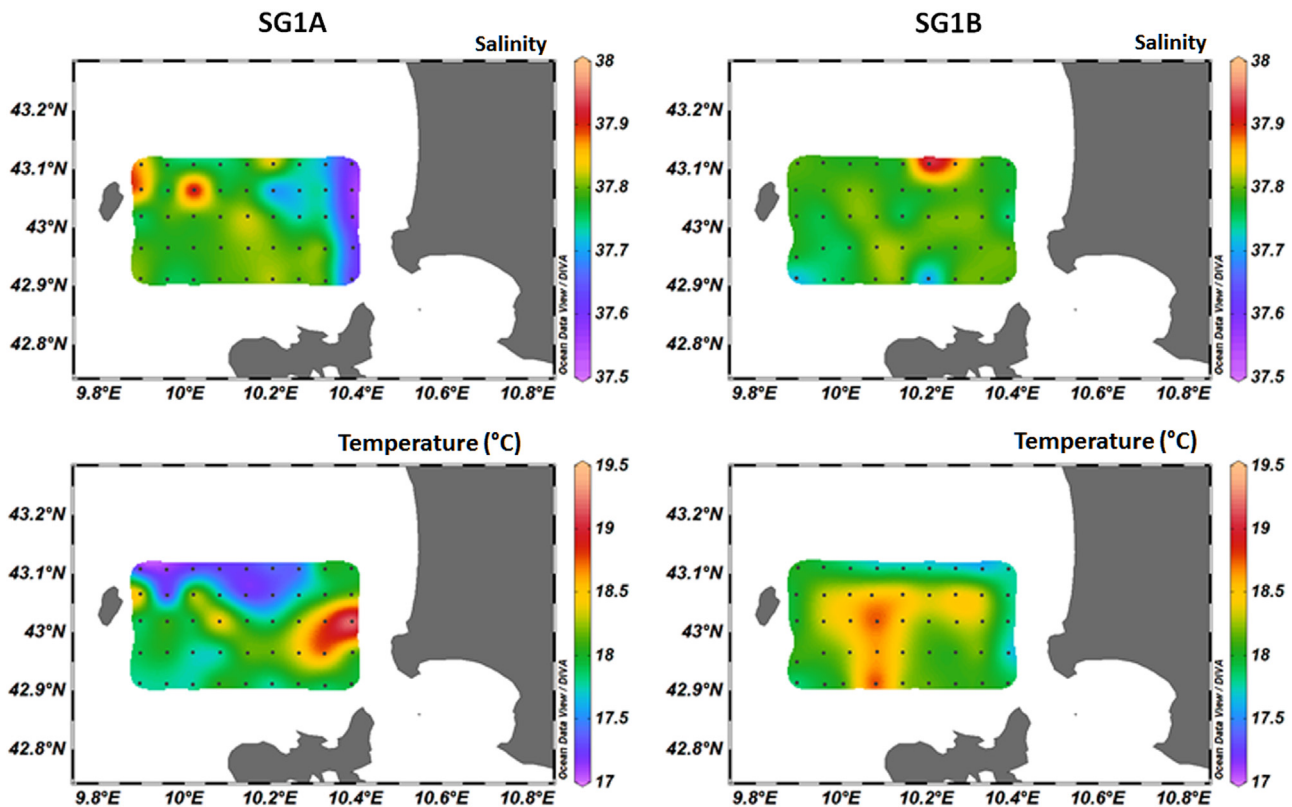 SG1A
SG1B
Salinity
Salinity
43.2°N
43.1°N
43°N
42.9°N
42.8°N
9.8°E 10°E 10.2°E 10.4°E 10.6°E 10.8°E
38
37.9
37.8
37.7
37.6
37.5
Ocean Data View / DIVA
43.2°N
43.1°N
43°N
42.9°N
42.8°N
9.8°E 10°E 10.2°E 10.4°E 10.6°E 10.8°E
38
37.9
37.8
37.7
37.6
37.5
Ocean Data View / DIVA
Temperature (°C)
Temperature (°C)
43.2°N
43.1°N
43°N
42.9°N
42.8°N
9.8°E 10°E 10.2°E 10.4°E 10.6°E 10.8°E
19.5
19
18.5
18
17.5
17
Ocean Data View / DIVA
43.2°N
43.1°N
43°N
42.9°N
42.8°N
9.8°E 10°E 10.2°E 10.4°E 10.6°E 10.8°E
19.5
19
18.5
18
17.5
17
Ocean Data View / DIVA